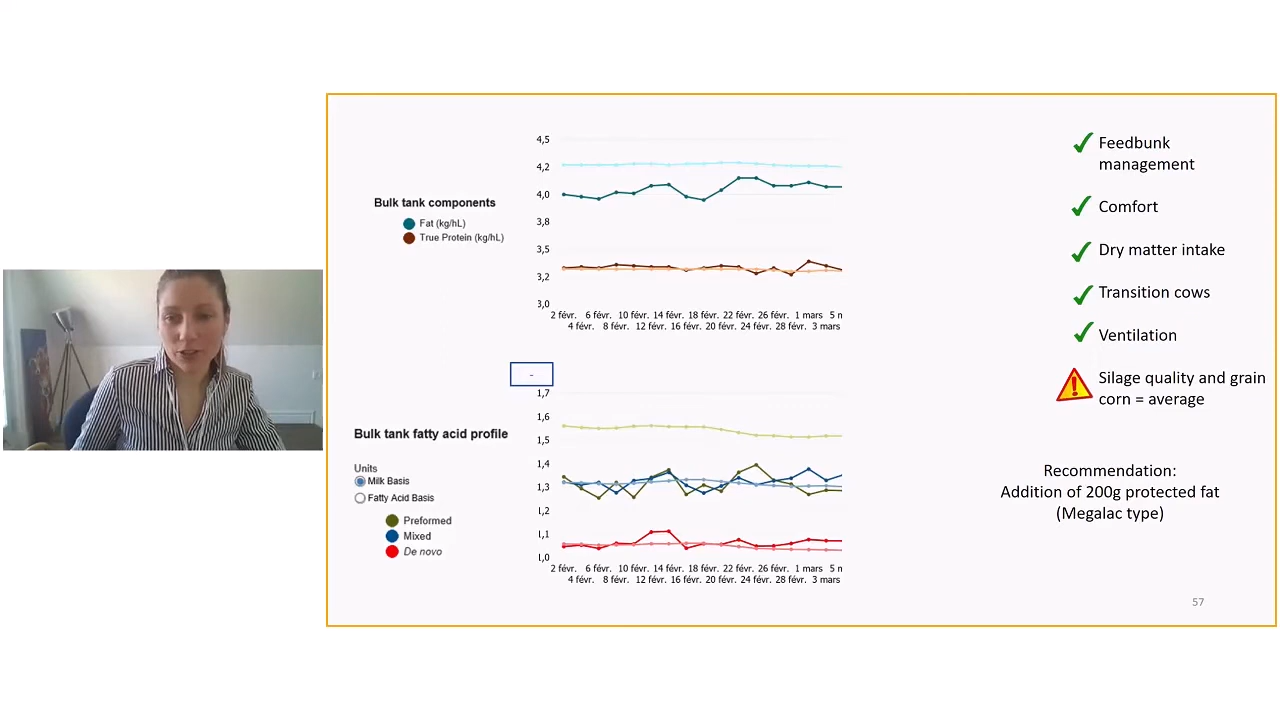 4,5
4,2
4,0
3,8
3,5
3,2
3,0
Bulk tank components
Fat (kg/hL)
True Protein (kg/hL)
2 févr. 6 févr. 10 févr. 14 févr. 18 févr. 22 févr. 26 févr. 1 mars 5 n
4 févr. 8 févr. 12 févr. 16 févr. 20 févr. 24 févr. 28 févr. 3 mars
-
1,7
1,6
1,5
1,4
1,3
1,2
1,1
1,0
Bulk tank fatty acid profile
Units
Milk Basis
Fatty Acid Basis
Preformed
Mixed
De novo
2 févr. 6 févr. 10 févr. 14 févr. 18 févr. 22 févr. 26 févr. 1 mars 5 n
4 févr. 8 févr. 12 févr. 16 févr. 20 févr. 24 févr. 28 févr. 3 mars
Feedbunk
management
Comfort
Dry matter intake
Transition cows
Ventilation
Silage quality and grain
corn = average
Recommendation:
Addition of 200g protected fat
(Megalac type)
57